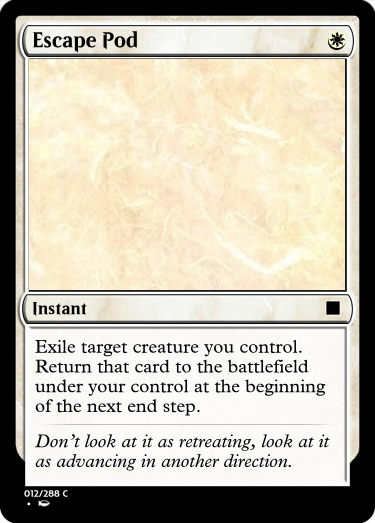 Escape Pod
Instant
Exile target creature you control.
Return that card to the battlefield
under your control at the beginning
of the next end step.
Don't look at it as retreating, look at it
as advancing in another direction.
012/288 C